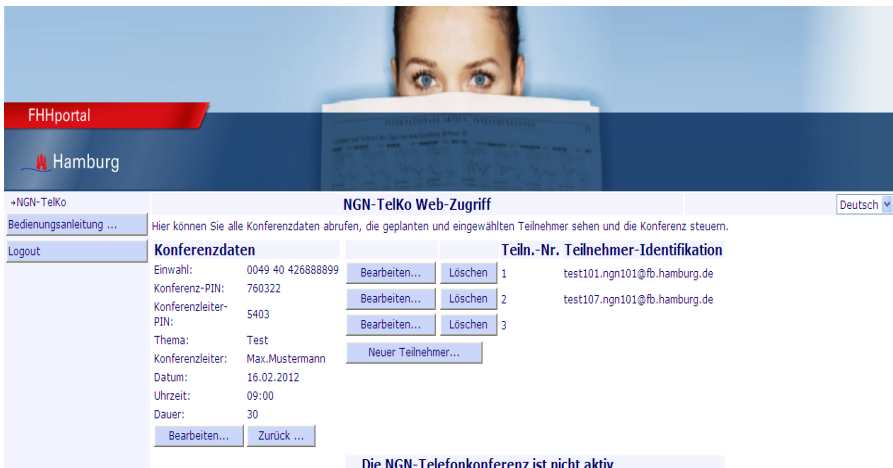 FHHportal
Hamburg
→NGN-TelKo
NGN-TelKo Web-Zugriff
Deutsch
Bedienungsanleitung ...
Hier können Sie alle Konferenzdaten abrufen, die geplanten und eingewählten Teilnehmer sehen und die Konferenz steuern.
Logout
Konferenzdaten
Einwahl: 0049 40 426888899
Konferenz-PIN: 760322
Konferenzleiter-
PIN: 5403
Thema: Test
Konferenzleiter: Max.Mustermann
Datum: 16.02.2012
Uhrzeit: 09:00
Dauer: 30
Bearbeiten... Zurück ...
Teiln.-Nr. Teilnehmer-Identifikation
Bearbeiten... Löschen 1 test101.ngn101@fb.hamburg.de
Bearbeiten... Löschen 2 test107.ngn101@fb.hamburg.de
Bearbeiten... Löschen 3
Neuer Teilnehmer...
Die NGN-Telefonkonferenz ist nicht aktiv